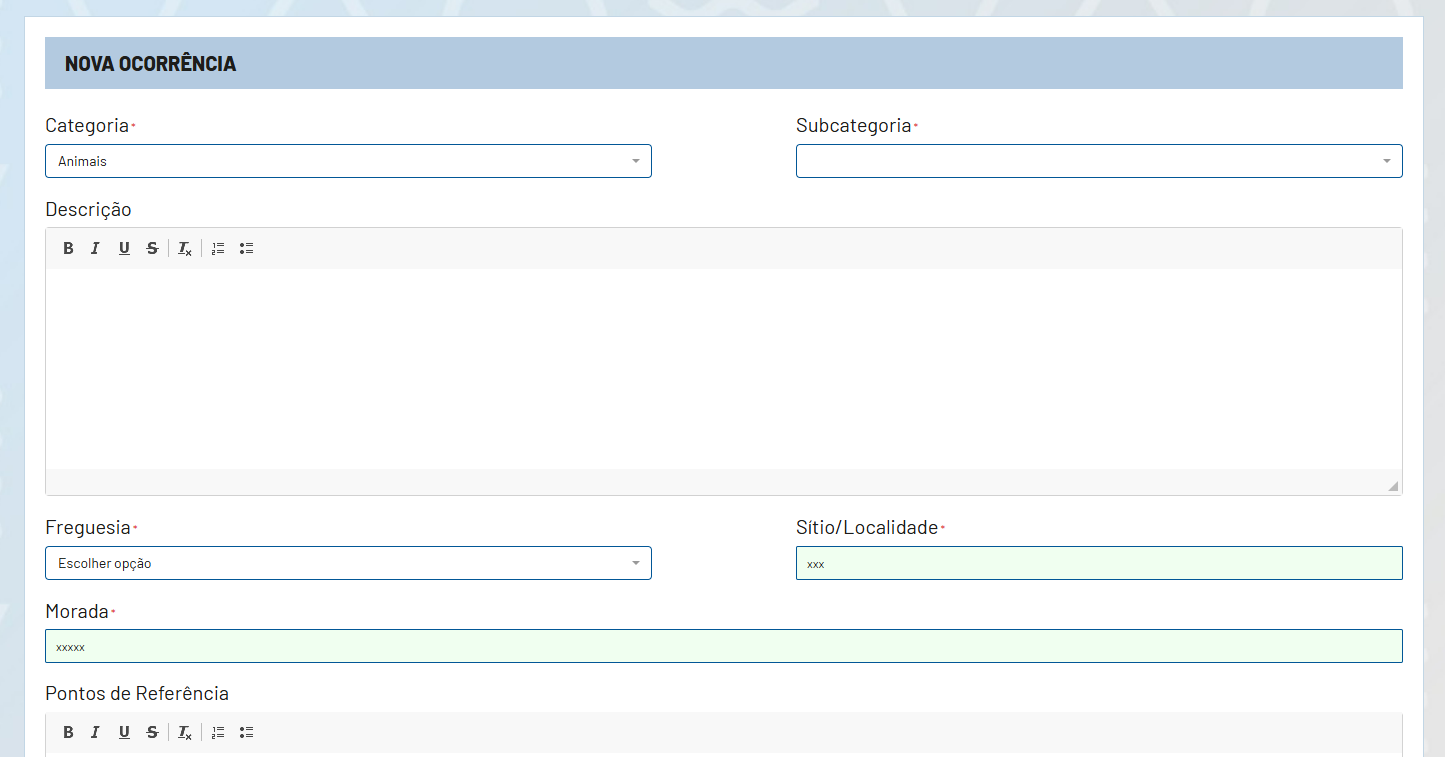 NOVA OCORRÊNCIA
Categoria*
Subcategoria*
Animais
Descrição
B I U S Tx
Freguesia*
Sítio/Localidade*
Escolher opção
xxx
Morada*
xxxxx
Pontos de Referência
B I U S Tx